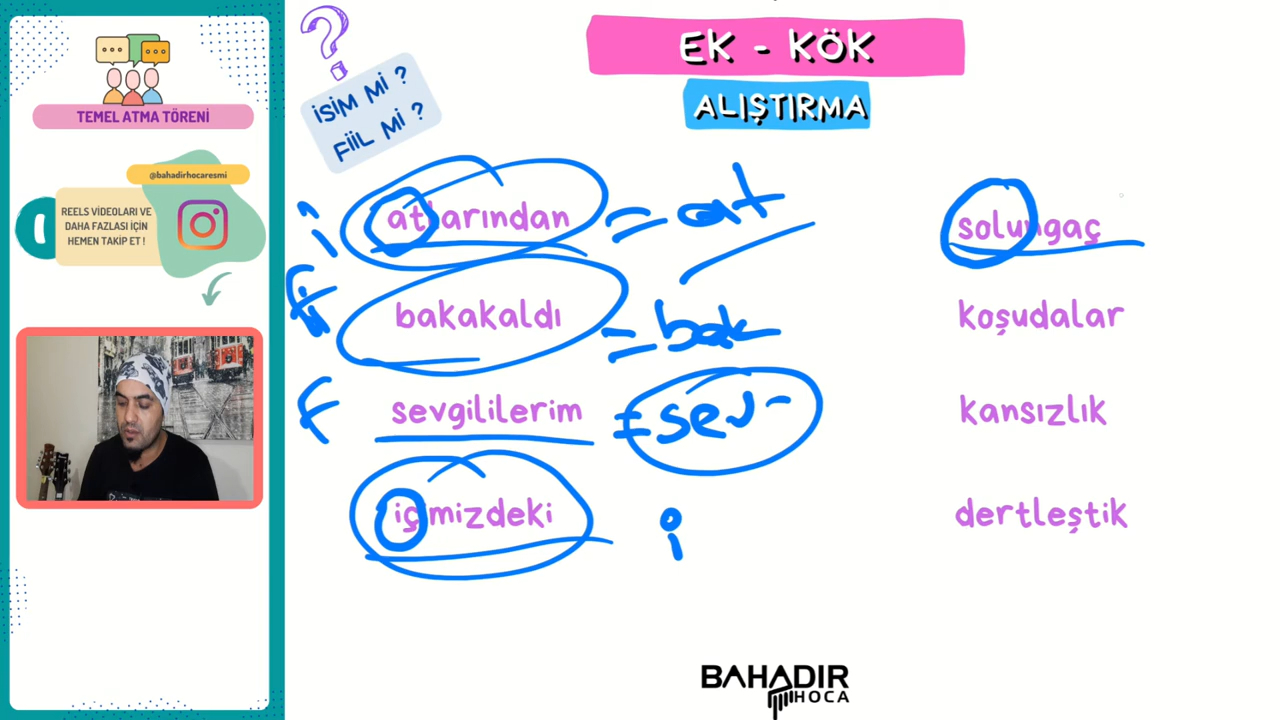 TEMEL ATMA TÖRENİ
@bahadirhocaresmi
REELS VİDEOLARI VE
DAHA FAZLASI İÇİN
HEMEN TAKİP ET !
?
İSİM Mİ ?
FİİL Mİ ?
EK - KÖK
ALIŞTIRMA
i atlarından = at
f bakakaldı = bak
f sevgililerim = sev-
içimizdeki i
solungaç
koşudalar
kansızlık
dertleştik
BAHADIR
HOCA